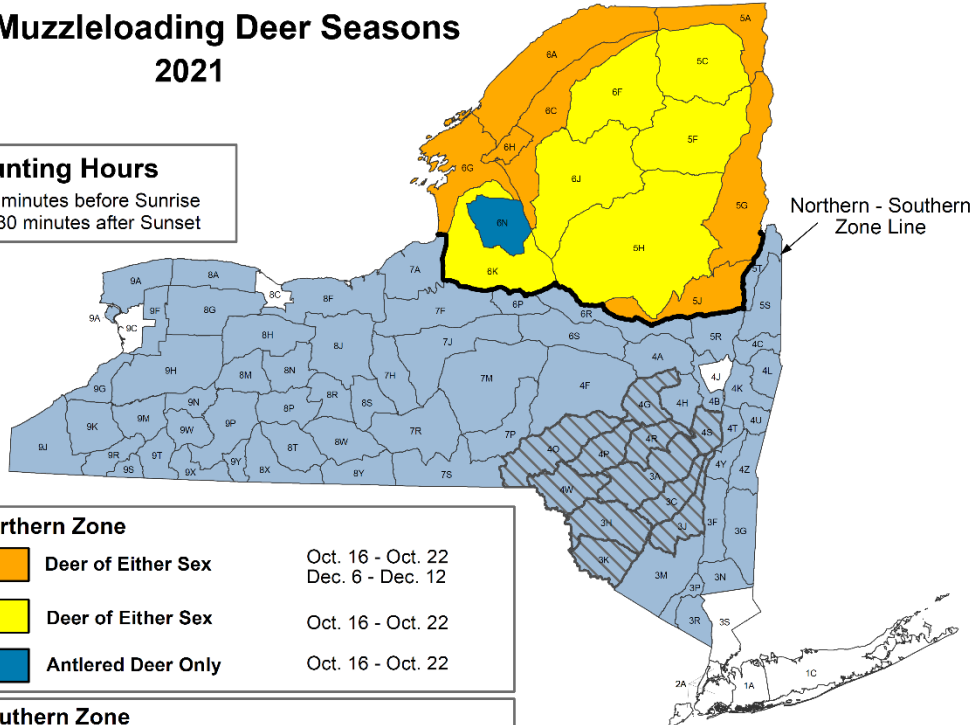 Muzzleloading Deer Seasons
2021
unting Hours
minutes before Sunrise
30 minutes after Sunset
Northern - Southern
Zone Line
5A
6A
5C
6F
6C
5F
6H
6G
6J
5G
6N
5H
6K
5J
7A
9A
8A
8C
8F
5T
5S
9A
9F
8G
7F
6P
6R
9C
8H
8J
7J
6S
5R
4C
4A
9H
8M
8N
7H
7M
4F
4J
4L
9G
8R
8S
4G
4H
4B
4K
9N
8P
9K
9M
9W
9P
7R
7P
4R
4S
4T
4U
9J
9R
9S
9T
9X
9Y
8X
8T
8W
8Y
7S
4O
4P
3A
4Y
4Z
4W
3C
3H
3J
3F
3G
3K
3M
3P
3N
3R
3S
2A
1A
1C
rthern Zone
Deer of Either Sex
Oct. 16 - Oct. 22
Dec. 6 - Dec. 12
Deer of Either Sex
Oct. 16 - Oct. 22
Antlered Deer Only
Oct. 16 - Oct. 22
uthern Zone